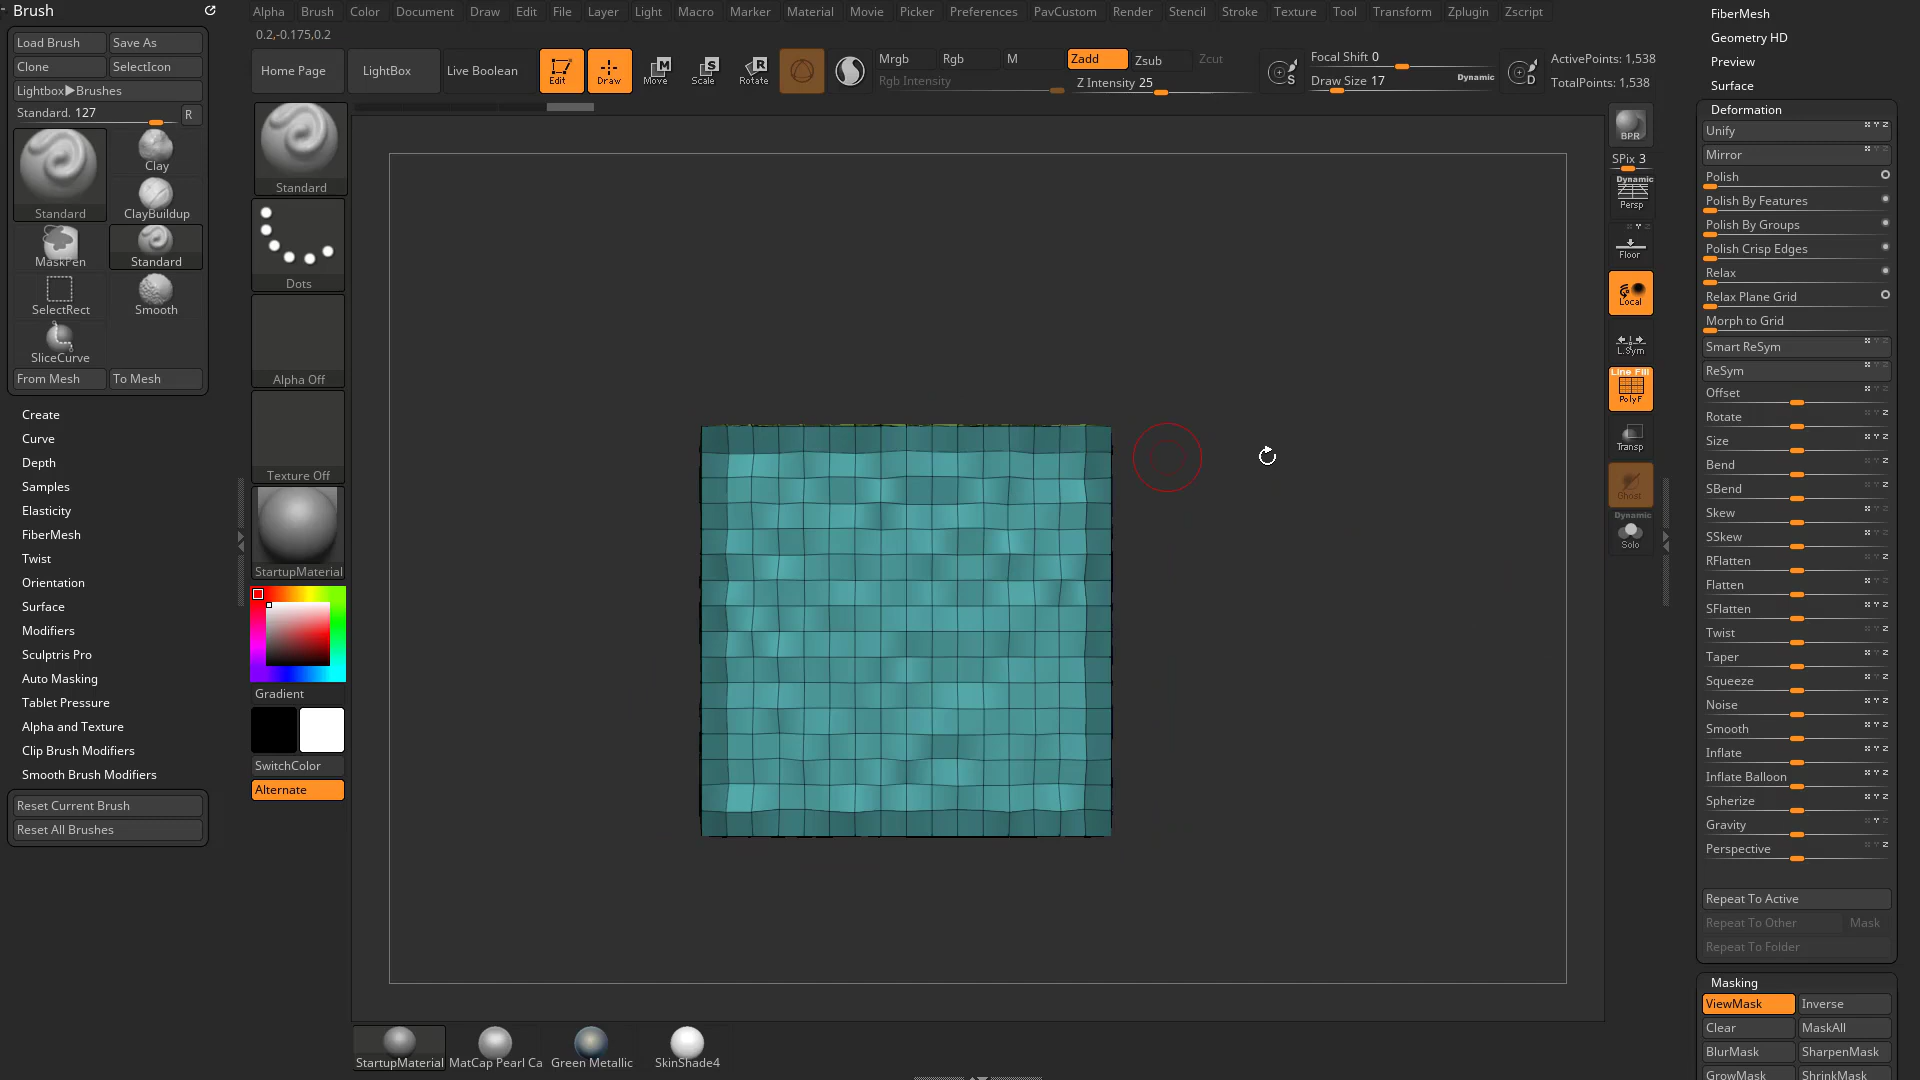 Brush
Load Brush Save As
Clone SelectIcon
Lightbox▶Brushes
Standard. 127 R
Clay
Standard ClayBuildup
MaskPen Standard
SelectRect Smooth
SliceCurve
From Mesh To Mesh
Create
Curve
Depth
Samples
Elasticity
FiberMesh
Twist
Orientation
Surface
Modifiers
Sculptris Pro
Auto Masking
Tablet Pressure
Alpha and Texture
Clip Brush Modifiers
Smooth Brush Modifiers
Reset Current Brush
Reset All Brushes
Alpha Brush Color Document Draw Edit File Layer Light Macro Marker Material Movie Picker Preferences PavCustom Render Stencil Stroke Texture Tool Transform Zplugin Zscript
0.2,-0.175,0.2
Home Page LightBox Live Boolean Edit Draw Move Scale Rotate
M S R
Mrgb Rgb M Zadd Zsub Zcut
Rgb Intensity Z Intensity 25
S Focal Shift 0
Draw Size 17 Dynamic D
ActivePoints: 1,538
TotalPoints: 1,538
Standard
Dots
Alpha Off
Texture Off
StartupMaterial
Gradient
SwitchColor
Alternate
StartupMaterial MatCap Pearl Ca Green Metallic SkinShade4
BPR
SPix 3
Dynamic
Persp
Floor
Local
L.Sym
Line Fill
PolyF
Transp
Ghost
Dynamic
Solo
FiberMesh
Geometry HD
Preview
Surface
Deformation
Unify
Mirror
Polish
Polish By Features
Polish By Groups
Polish Crisp Edges
Relax
Relax Plane Grid
Morph to Grid
Smart ReSym
ReSym
Offset
Rotate
Size
Bend
SBend
Skew
SSkew
RFlatten
Flatten
SFlatten
Twist
Taper
Squeeze
Noise
Smooth
Inflate
Inflate Balloon
Spherize
Gravity
Perspective
Repeat To Active
Repeat To Other Mask
Repeat To Folder
Masking
ViewMask Inverse
Clear MaskAll
BlurMask SharpenMask
GrowMask ShrinkMask